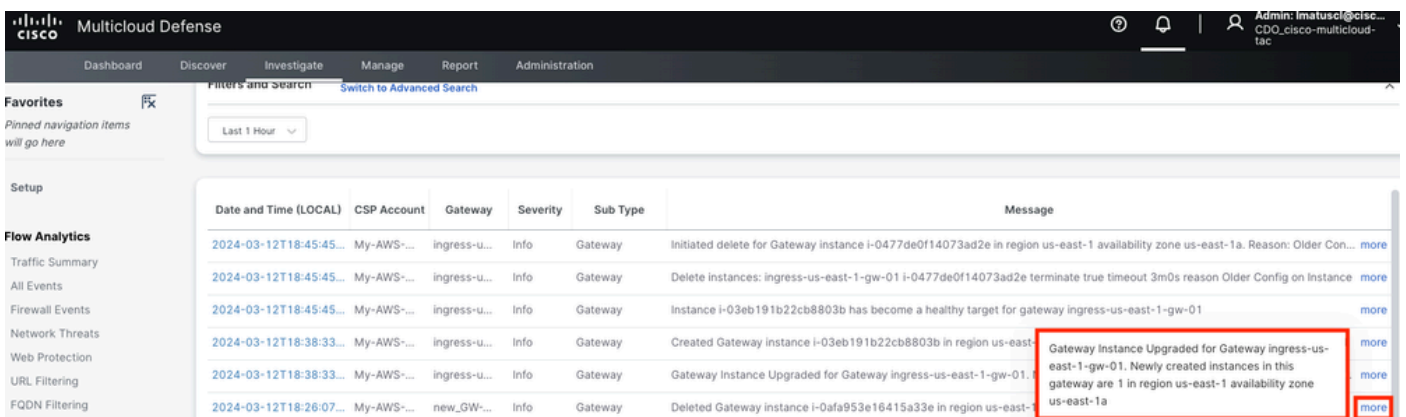 CISCO Multicloud Defense
Admin: lmatuscl@cisc...
CDO_cisco-multicloud-
tac
Dashboard Discover Investigate Manage Report Administration
Favorites
Pinned navigation items
will go here
Setup
Flow Analytics
Traffic Summary
All Events
Firewall Events
Network Threats
Web Protection
URL Filtering
FQDN Filtering
Filters and Search Switch to Advanced Search
Last 1 Hour
Date and Time (LOCAL) CSP Account Gateway Severity Sub Type Message
2024-03-12T18:45:45... My-AWS-... ingress-u... Info Gateway Initiated delete for Gateway instance i-0477de0f14073ad2e in region us-east-1 availability zone us-east-1a. Reason: Older Con... more
2024-03-12T18:45:45... My-AWS-... ingress-u... Info Gateway Delete instances: ingress-us-east-1-gw-01 i-0477de0f14073ad2e terminate true timeout 3m0s reason Older Config on Instance more
2024-03-12T18:45:45... My-AWS-... ingress-u... Info Gateway Instance i-03eb191b22cb8803b has become a healthy target for gateway ingress-us-east-1-gw-01 more
2024-03-12T18:38:33... My-AWS-... ingress-u... Info Gateway Created Gateway instance i-03eb191b22cb8803b in region us-east- more
2024-03-12T18:38:33... My-AWS-... ingress-u... Info Gateway Gateway Instance Upgraded for Gateway ingress-us-east-1-gw-01. more
2024-03-12T18:26:07... My-AWS-... new_GW-... Info Gateway Deleted Gateway instance i-0afa953e16415a33e in region us-east-1 more
Gateway Instance Upgraded for Gateway ingress-us-
east-1-gw-01. Newly created instances in this
gateway are 1 in region us-east-1 availability zone
us-east-1a